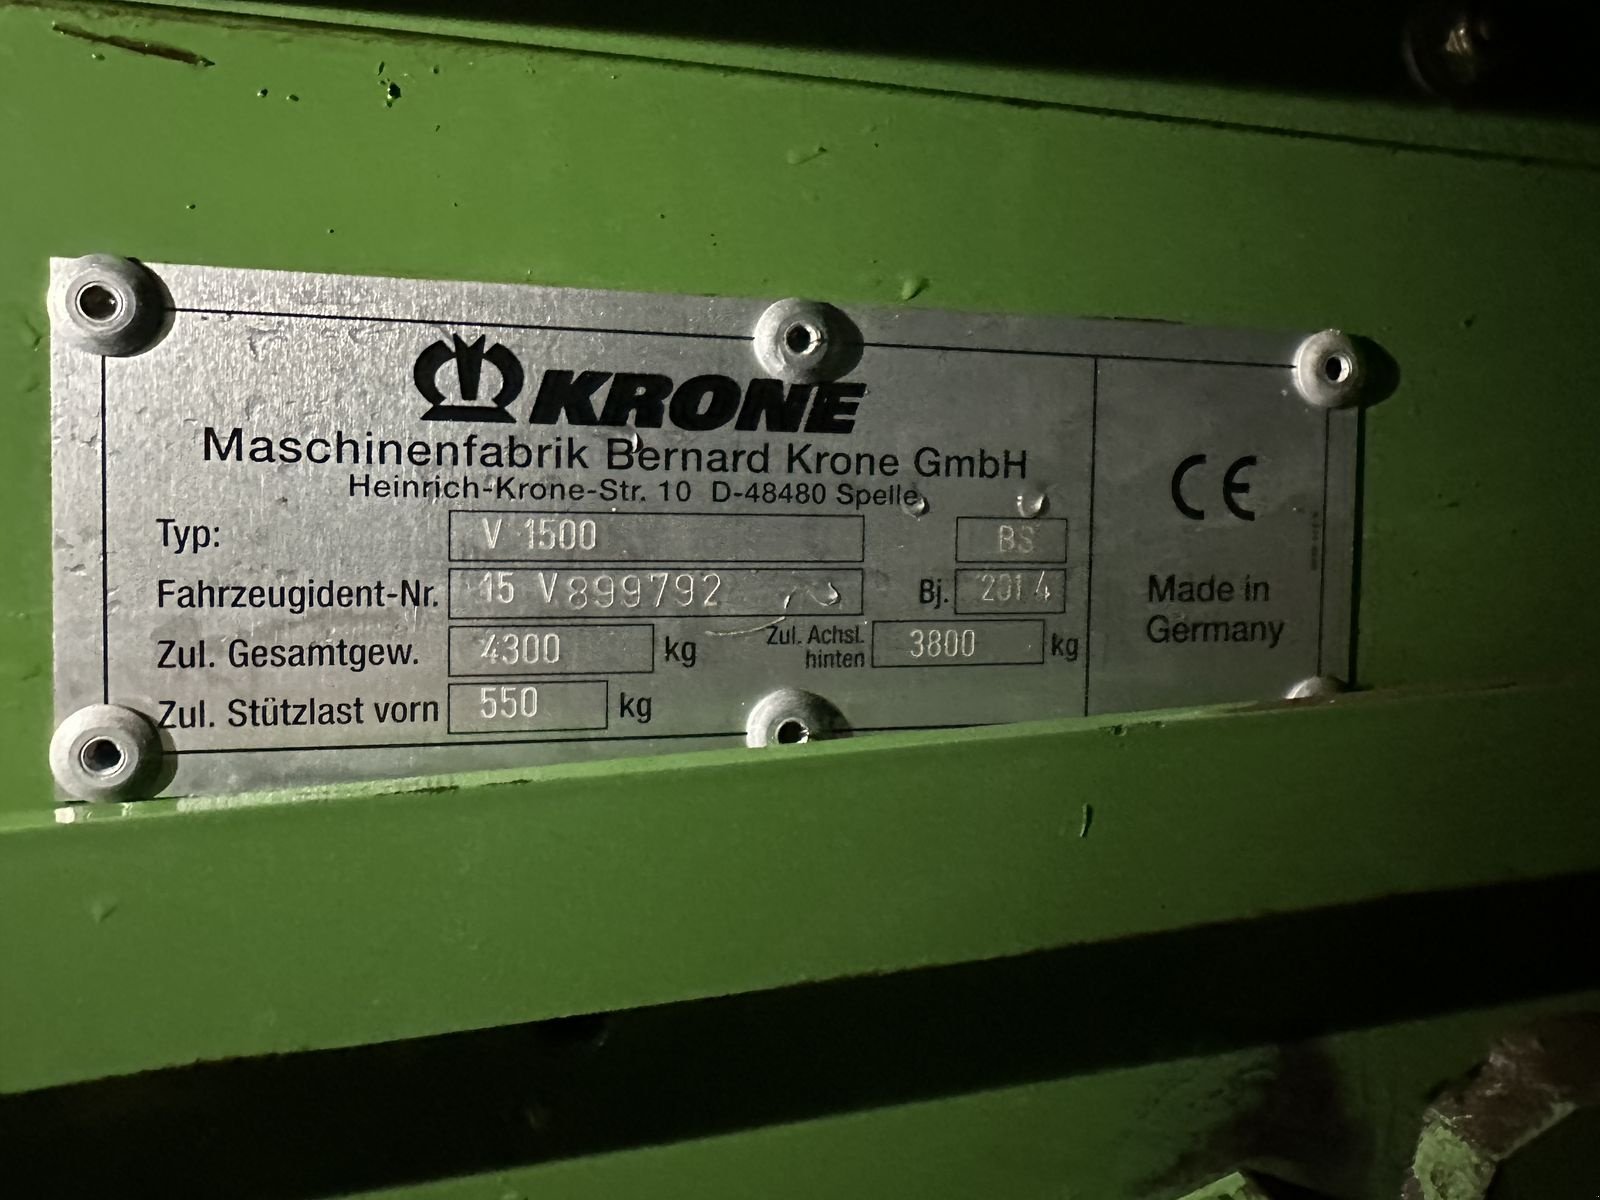 KRONE
Maschinenfabrik Bernard Krone GmbH
Heinrich-Krone-Str. 10 D-48480 Spelle
Typ: V 1500 BS
Fahrzeugident-Nr. 15 V899792 Bj. 2014
Zul. Gesamtgew. 4300 kg Zul. Achsl. hinten 3800 kg
Zul. Stützlast vorn 550 kg
CE
Made in
Germany